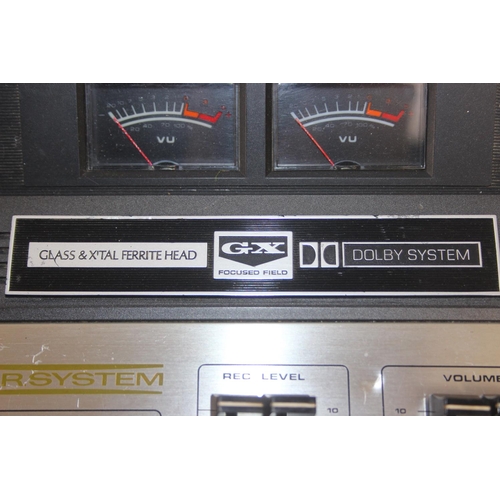 VU
VU
GLASS & X'TAL FERRITE HEAD
GX
FOCUSED FIELD
DOLBY SYSTEM
R-SYSTEM
REC LEVEL
VOLUME
10
10